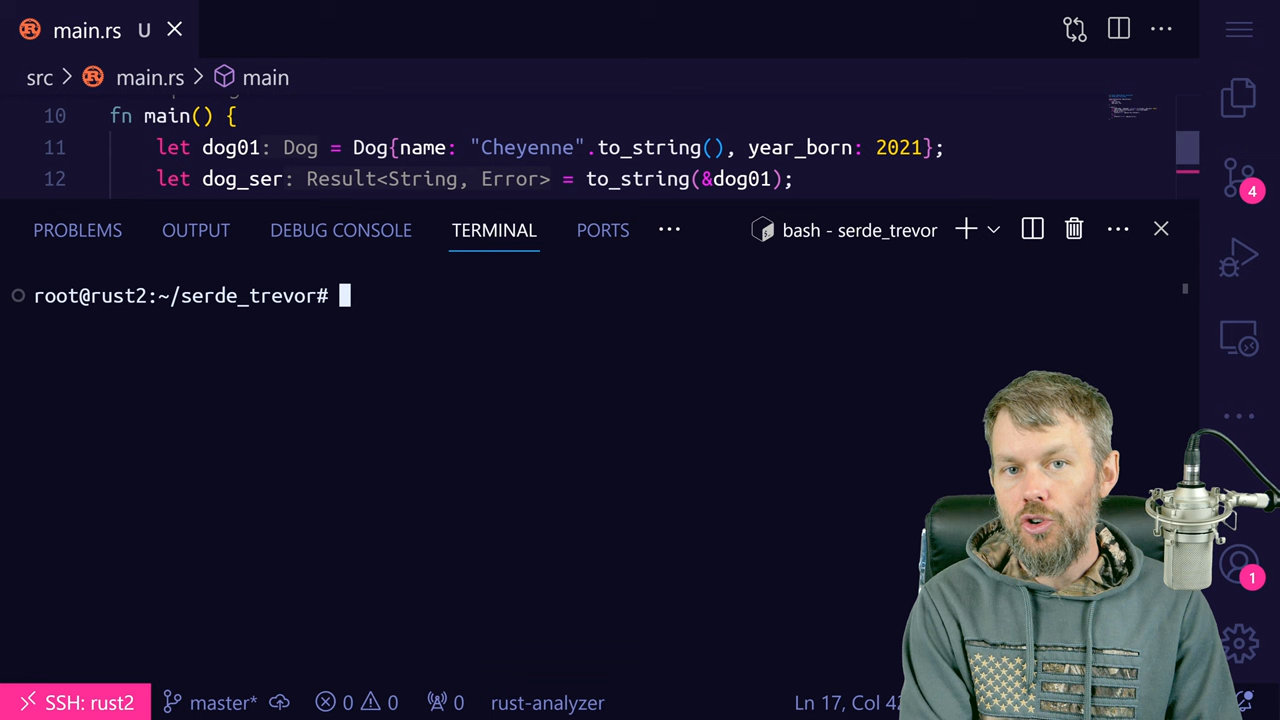 main.rs U
src > main.rs > main
10 fn main() {
11 let dog01: Dog = Dog{name: "Cheyenne".to_string(), year_born: 2021};
12 let dog_ser: Result<String, Error> = to_string(&dog01);
4
PROBLEMS OUTPUT DEBUG CONSOLE TERMINAL PORTS ··· bash - serde_trevor
root@rust2:~/serde_trevor#
1
SSH: rust2 master* 0 0 0 rust-analyzer Ln 17, Col